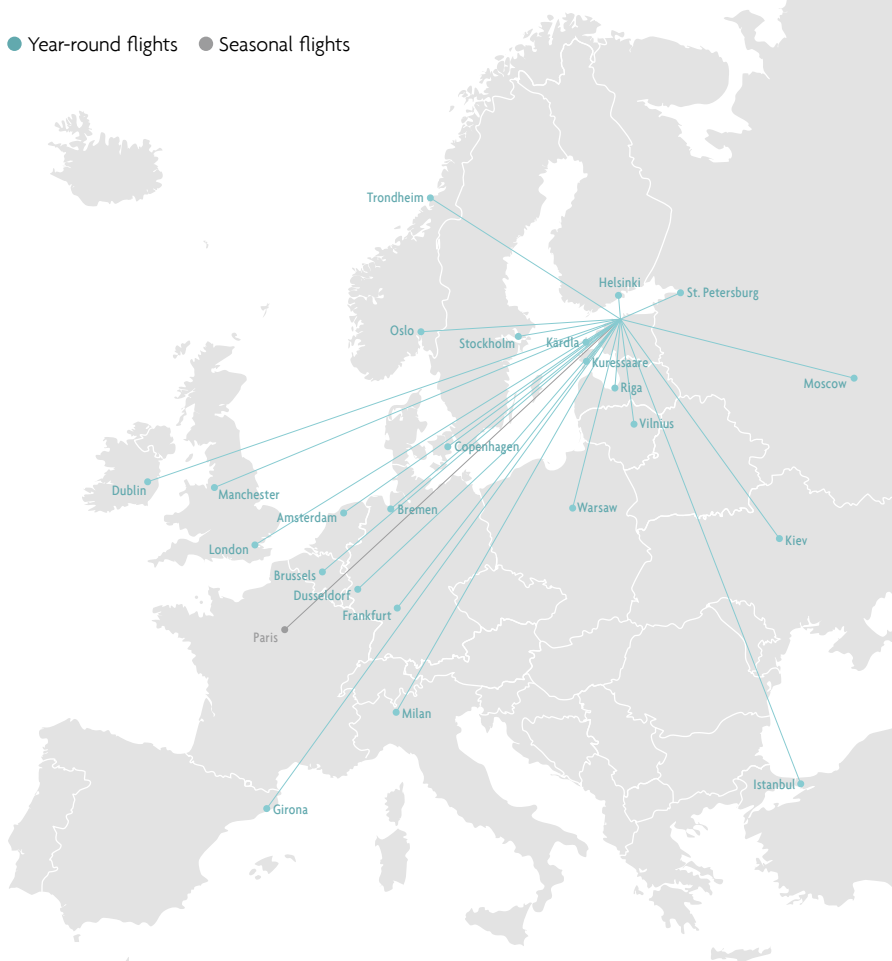 Year-round flights
Seasonal flights
Trondheim
Helsinki
St. Petersburg
Oslo
Stockholm
Kärdla
Kuressaare
Moscow
Riga
Vilnius
Copenhagen
Dublin
Manchester
Amsterdam
Bremen
Warsaw
London
Kiev
Brussels
Dusseldorf
Frankfurt
Paris
Milan
Istanbul
Girona